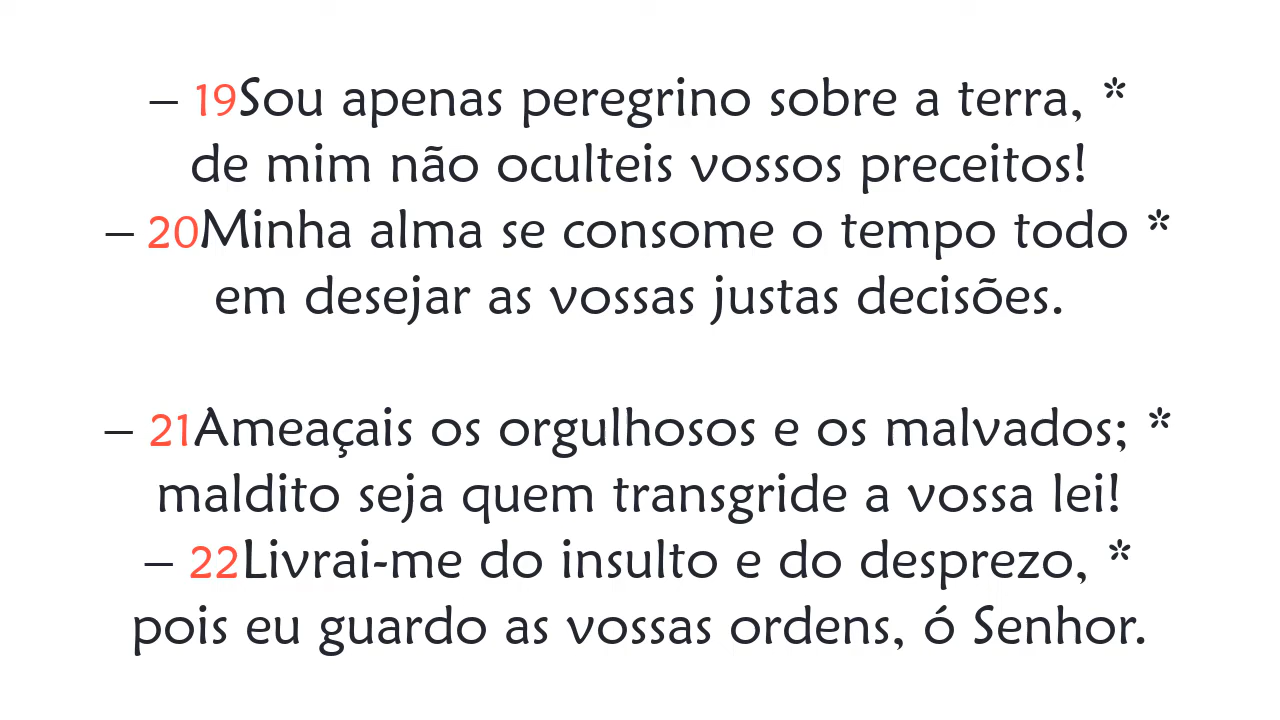 – 19Sou apenas peregrino sobre a terra, *
de mim não oculteis vossos preceitos!
– 20Minha alma se consome o tempo todo *
em desejar as vossas justas decisões.
– 21Ameaçais os orgulhosos e os malvados; *
maldito seja quem transgride a vossa lei!
– 22Livrai-me do insulto e do desprezo, *
pois eu guardo as vossas ordens, ó Senhor.